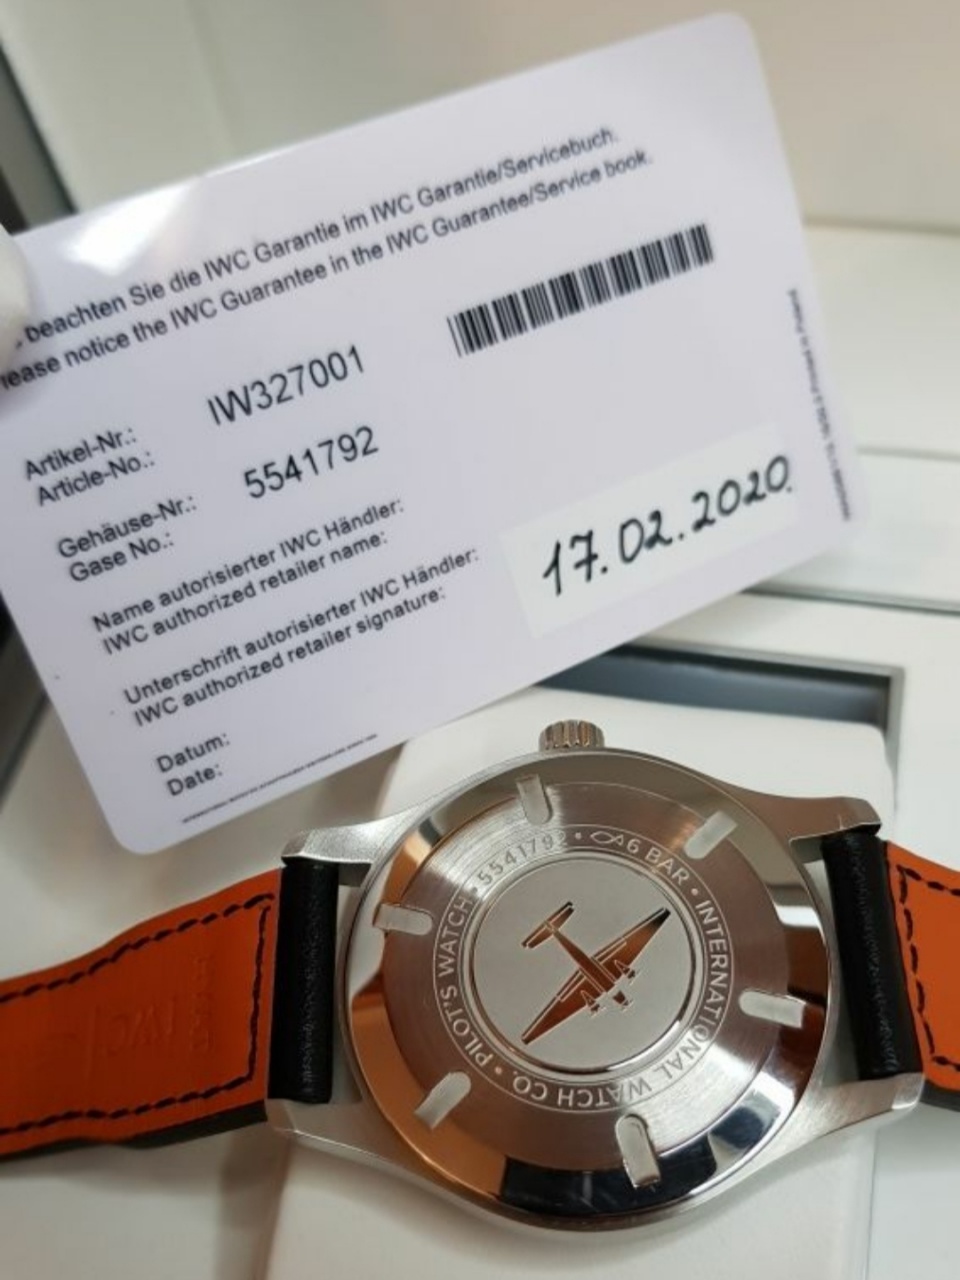 beachten Sie die IWC Garantie im IWC Garantie/Servicebuch.
lease notice the IWC Guarantee in the IWC Guarantee/Service book.
Artikel-Nr.:
Article-No.:
IW327001
Gehäuse-Nr.:
Gase No.:
5541792
Name autorisierter IWC Händler:
IWC authorized retailer name:
Unterschrift autorisierter IWC Händler:
IWC authorized retailer signature:
Datum:
Date:
17.02.2020.
5541792 • 6 BAR • INTERNATIONAL WATCH CO. • PILOT'S WATCH •
IWC